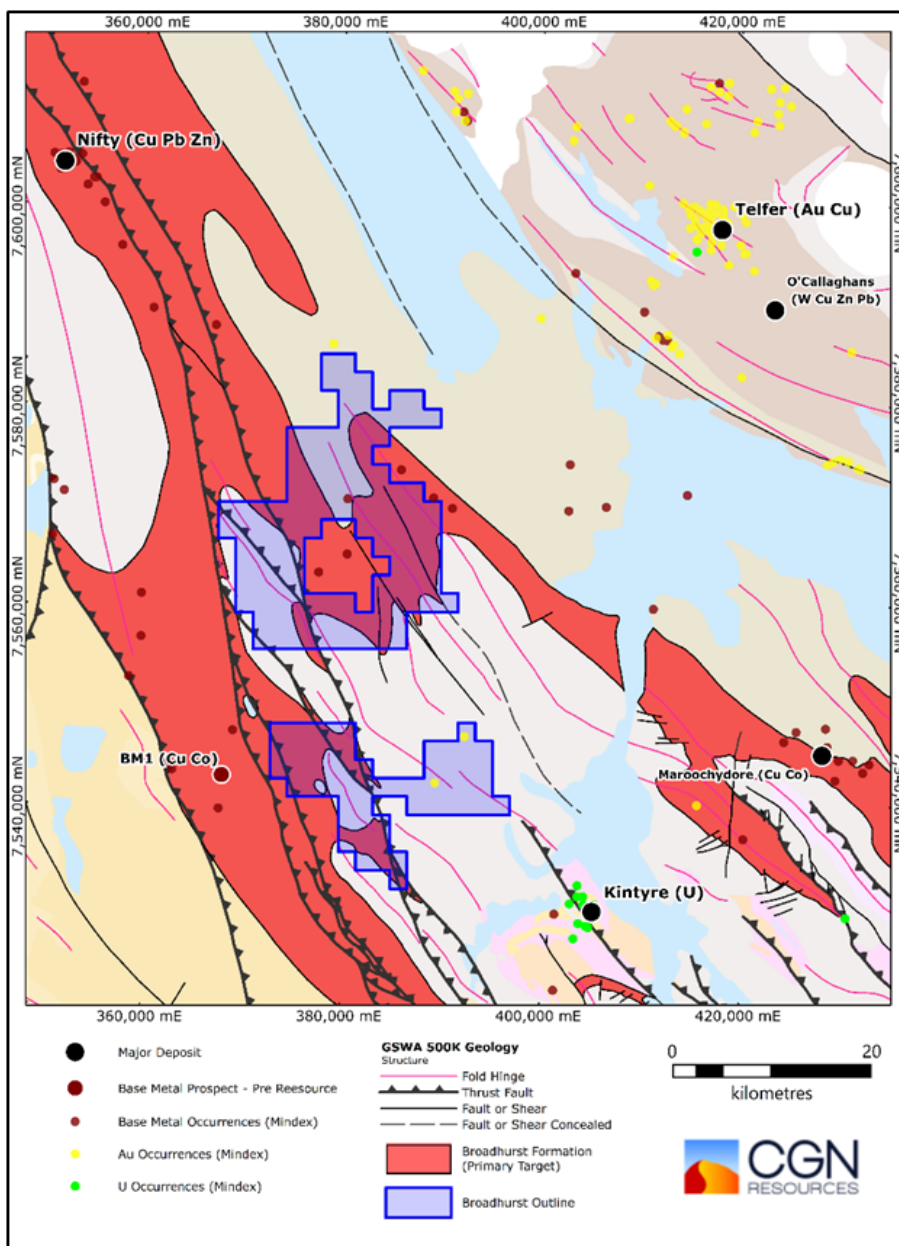 360,000 mE
380,000 mE
400,000 mE
420,000 mE
7,600,000 mN
7,580,000 mN
7,560,000 mN
7,540,000 mN
Nifty (Cu Pb Zn)
Telfer (Au Cu)
O'Callaghans
(W Cu Zn Pb)
BM1 (Cu Co)
Maroochydore (Cu Co)
Kintyre (U)
360,000 mE
380,000 mE
400,000 mE
420,000 mE
Major Deposit
Base Metal Prospect - Pre Reesource
Base Metal Occurrences (Mindex)
Au Occurrences (Mindex)
U Occurrences (Mindex)
GSWA 500K Geology
Structure
Fold Hinge
Thrust Fault
Fault or Shear
Fault or Shear Concealed
Broadhurst Formation
(Primary Target)
Broadhurst Outline
0
20
kilometres
CGN
RESOURCES